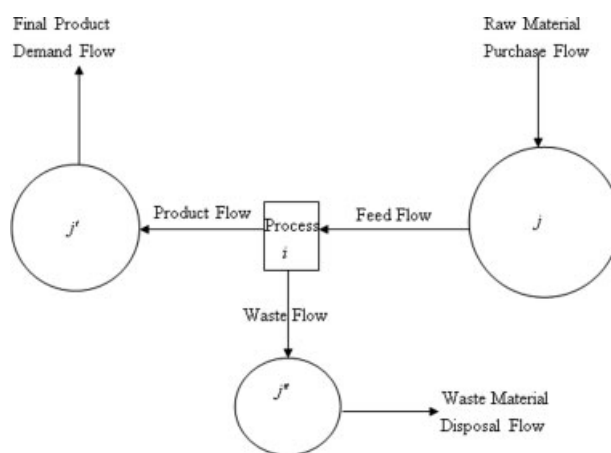 Final Product
Demand Flow
Raw Material
Purchase Flow
j'
Product Flow
Process
i
Feed Flow
j
Waste Flow
j"
Waste Material
Disposal Flow